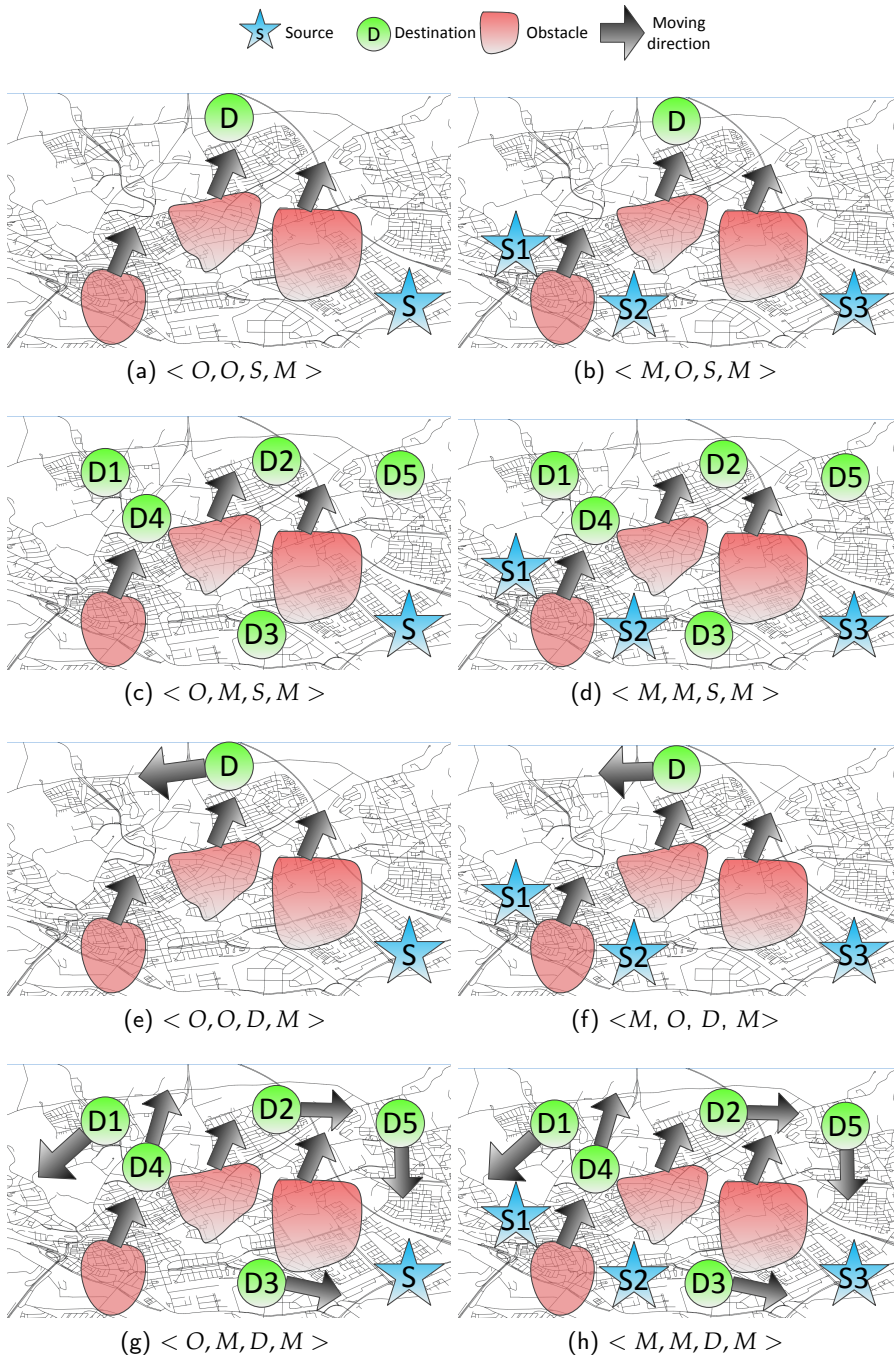 S Source D Destination Obstacle Moving direction
D
S
D
S1
S2
S3
(a) < O, O, S, M >
(b) < M, O, S, M >
D1
D2
D5
D4
D3
S
D1
D2
D5
D4
S1
S2
D3
S3
(c) < O, M, S, M >
(d) < M, M, S, M >
D
S
D
S1
S2
S3
(e) < O, O, D, M >
(f) <M, O, D, M>
D1
D2
D5
D4
D3
S
D1
D2
D5
D4
S1
S2
D3
S3
(g) < O, M, D, M >
(h) < M, M, D, M >